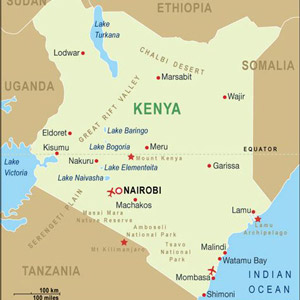 SUDAN
ETHIOPIA
Lake
Turkana
Lodwar
CHALBI DESERT
Marsabit
SOMALIA
UGANDA
GREAT RIFT VALLEY
KENYA
Wajir
Eldoret
Lake Baringo
Kisumu
Lake Bogoria
Meru
EQUATOR
Nakuru
Mount Kenya
Lake
Victoria
Lake Elementeita
Garissa
Lake Naivasha
NAIROBI
SERENGETI PLAIN
Machakos
Masai Mara
Nature Reserve
Lamu
Lamu
Archipelago
Amboseli
National Park
Mt Kilimanjaro
Tsavo
National Park
Malindi
TANZANIA
Watamu Bay
Mombasa
INDIAN
OCEAN
100 km
100 miles
Shimoni